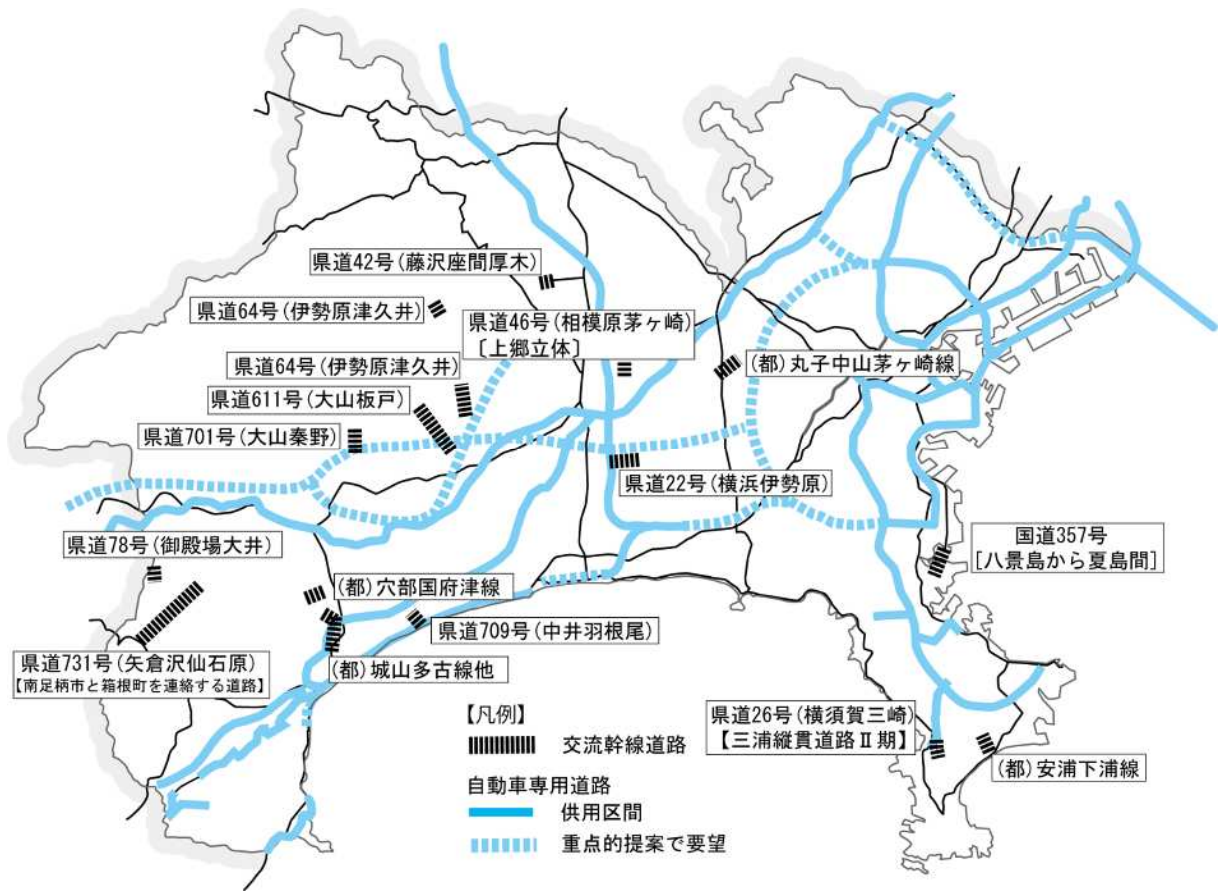 県道42号(藤沢座間厚木)
県道64号(伊勢原津久井)
県道46号(相模原茅ヶ崎)
〔上郷立体〕
県道64号(伊勢原津久井)
(都)丸子中山茅ヶ崎線
県道611号(大山板戸)
県道701号(大山秦野)
県道22号(横浜伊勢原)
国道357号
[八景島から夏島間]
県道78号(御殿場大井)
(都)穴部国府津線
県道709号(中井羽根尾)
県道731号(矢倉沢仙石原)
【南足柄市と箱根町を連絡する道路】
(都)城山多古線他
県道26号(横須賀三崎)
【三浦縦貫道路Ⅱ期】
(都)安浦下浦線
【凡例】
交流幹線道路
自動車専用道路
供用区間
重点的提案で要望